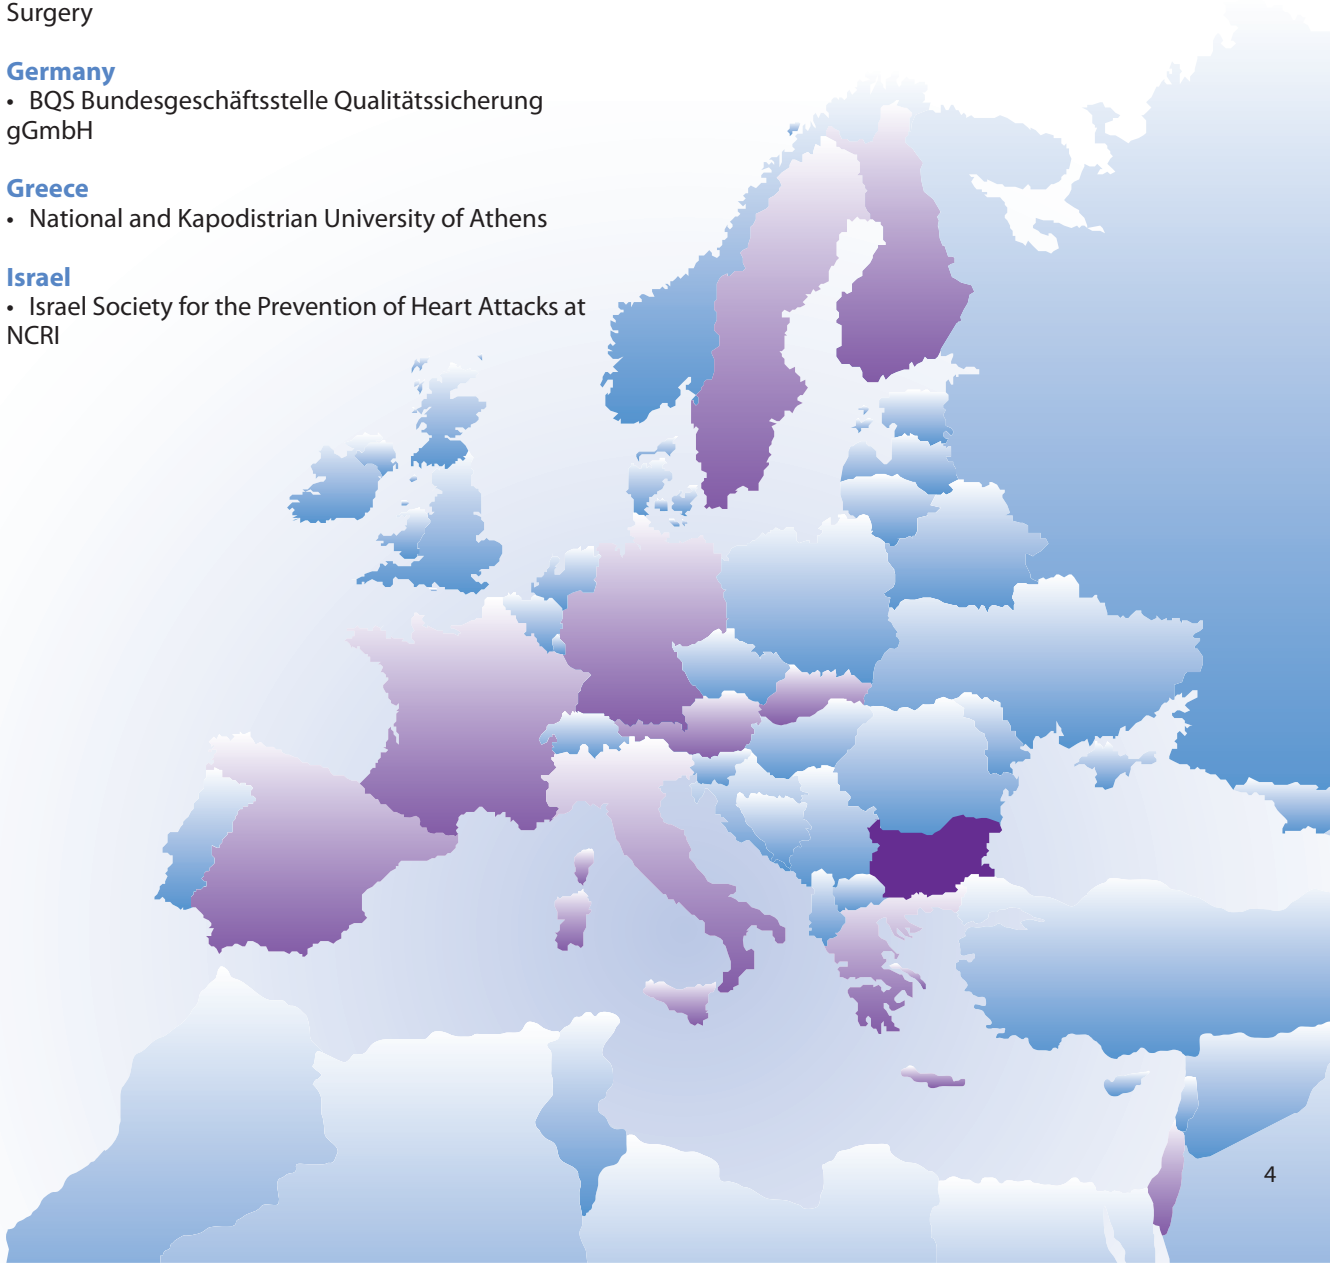 Surgery
Germany
• BQS Bundesgeschäftsstelle Qualitätssicherung
gGmbH
Greece
• National and Kapodistrian University of Athens
Israel
• Israel Society for the Prevention of Heart Attacks at
NCRI
4